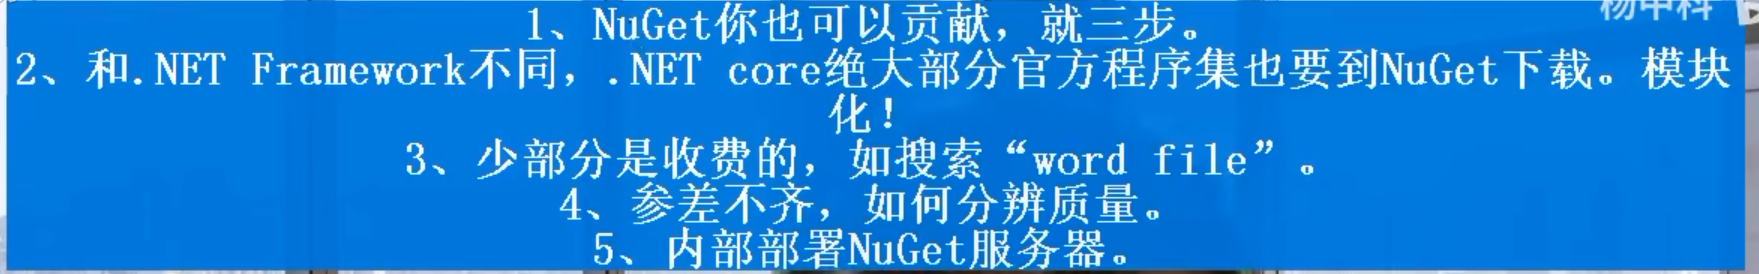 杨中科
1、NuGet你也可以贡献，就三步。
2、和.NET Framework不同，.NET core绝大部分官方程序集也要到NuGet下载。模块
化！
3、少部分是收费的，如搜索“word file”。
4、参差不齐，如何分辨质量。
5、内部部署NuGet服务器。